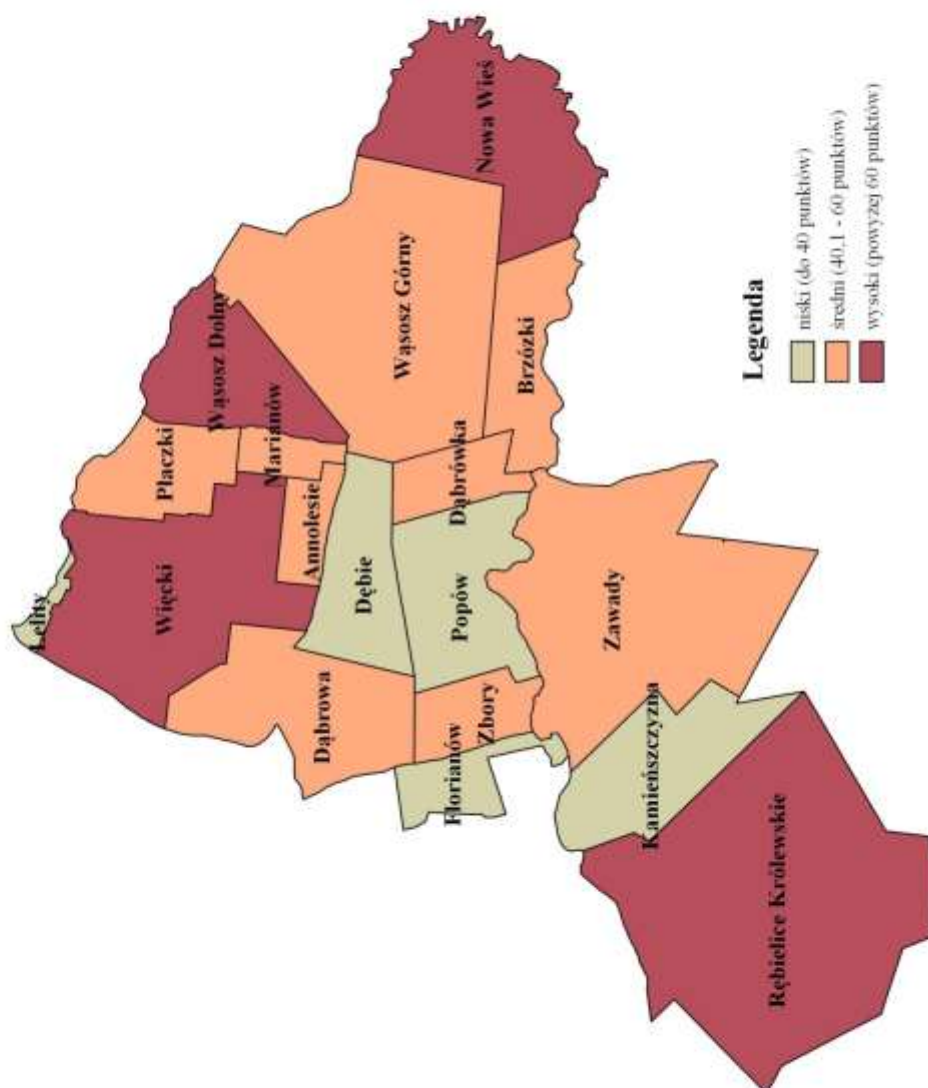 Lelity
Więcki
Płaczki
Wąsosz Dolny
Marianów
Annolesie
Dąbrowa
Dębie
Wąsosz Górny
Nowa Wieś
Florianów
Zbory
Popów
Dąbrówka
Brzózki
Zawady
Kamieńszczyzna
Rębielice Królewskie
Legenda
niski (do 40 punktów)
średni (40,1 - 60 punktów)
wysoki (powyżej 60 punktów)